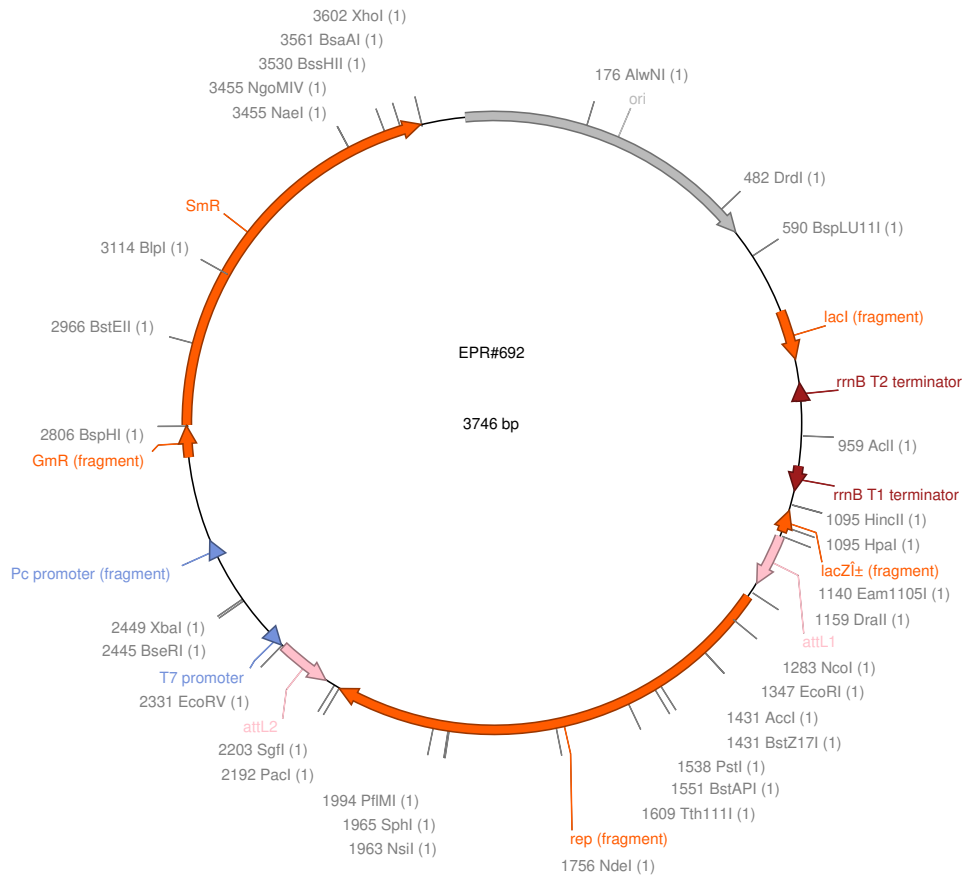 3602 XhoI (1)
3561 BsaAI (1)
3530 BssHII (1)
3455 NgoMIV (1)
3455 NaeI (1)
176 AlwNI (1)
ori
482 DrdI (1)
SmR
590 BspLU11I (1)
3114 BlpI (1)
lacI (fragment)
2966 BstEII (1)
EPR#692
rrnB T2 terminator
3746 bp
2806 BspHI (1)
959 AclI (1)
GmR (fragment)
rrnB T1 terminator
1095 HincII (1)
1095 HpaI (1)
Pc promoter (fragment)
lacZÎ± (fragment)
1140 Eam1105I (1)
1159 DraII (1)
2449 XbaI (1)
attL1
2445 BseRI (1)
1283 NcoI (1)
T7 promoter
1347 EcoRI (1)
2331 EcoRV (1)
attL2
1431 AccI (1)
1431 BstZ17I (1)
2203 SgfI (1)
1538 PstI (1)
2192 PacI (1)
1551 BstAPI (1)
1994 PflMI (1)
1609 Tth111I (1)
1965 SphI (1)
rep (fragment)
1963 NsiI (1)
1756 NdeI (1)